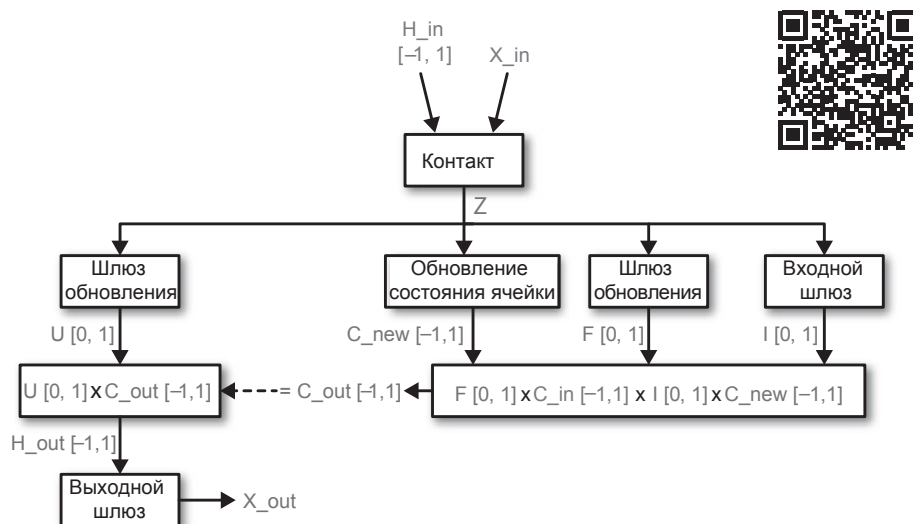 H_in
[–1, 1]
X_in
Контакт
Z
Шлюз
обновления
Обновление
состояния ячейки
Шлюз
обновления
Входной
шлюз
U [0, 1]
C_new [–1,1]
F [0, 1]
I [0, 1]
U [0, 1] x C_out [–1,1]
= C_out [–1,1]
F [0, 1] x C_in [–1,1] x I [0, 1] x C_new [–1,1]
H_out [–1,1]
Выходной
шлюз
X_out